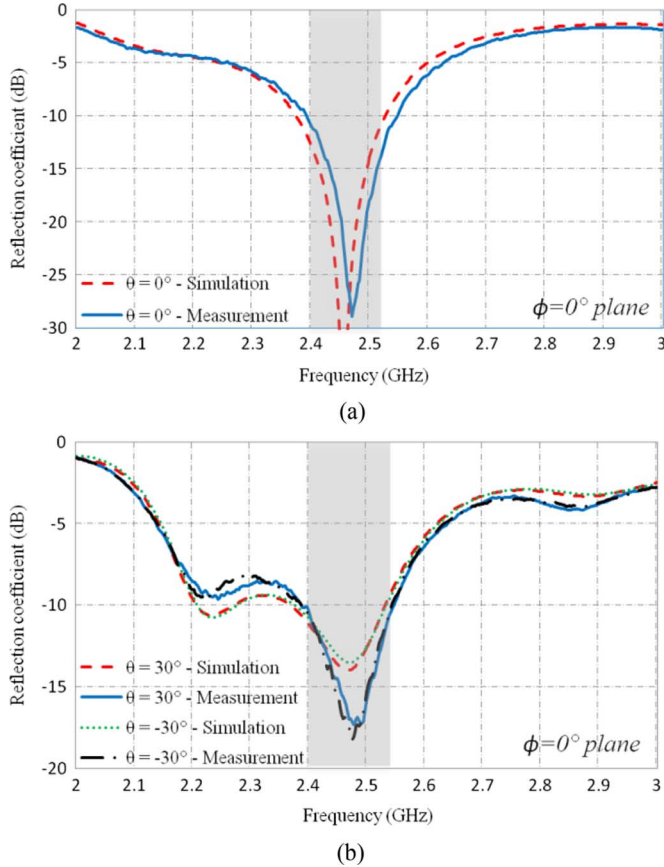 0
-5
-10
-15
-20
-25
-30
Reflection coefficient (dB)
θ = 0° - Simulation
θ = 0° - Measurement
ϕ=0° plane
2 2.1 2.2 2.3 2.4 2.5 2.6 2.7 2.8 2.9 3
Frequency (GHz)
(a)
0
-5
-10
-15
-20
Reflection coefficient (dB)
θ = 30° - Simulation
θ = 30° - Measurement
θ = -30° - Simulation
θ = -30° - Measurement
ϕ=0° plane
2 2.1 2.2 2.3 2.4 2.5 2.6 2.7 2.8 2.9 3
Frequency (GHz)
(b)